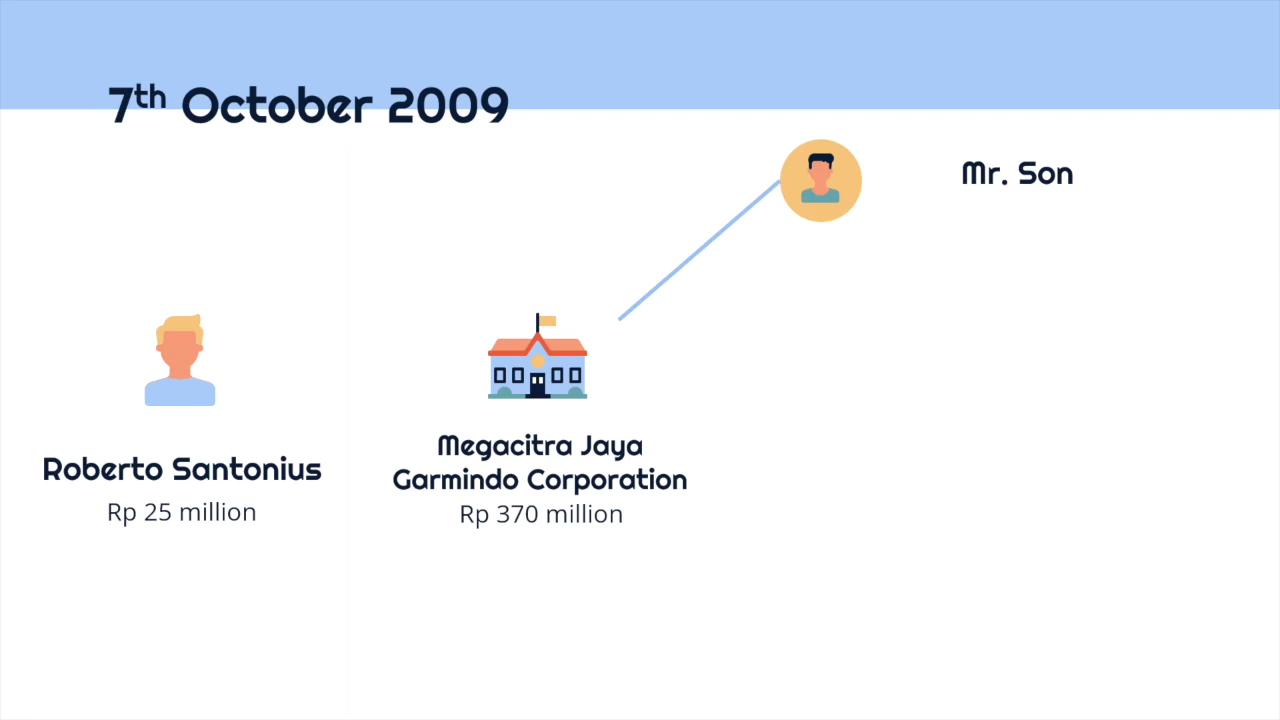 7th October 2009
Mr. Son
Roberto Santonius
Rp 25 million
Megacitra Jaya
Garmindo Corporation
Rp 370 million